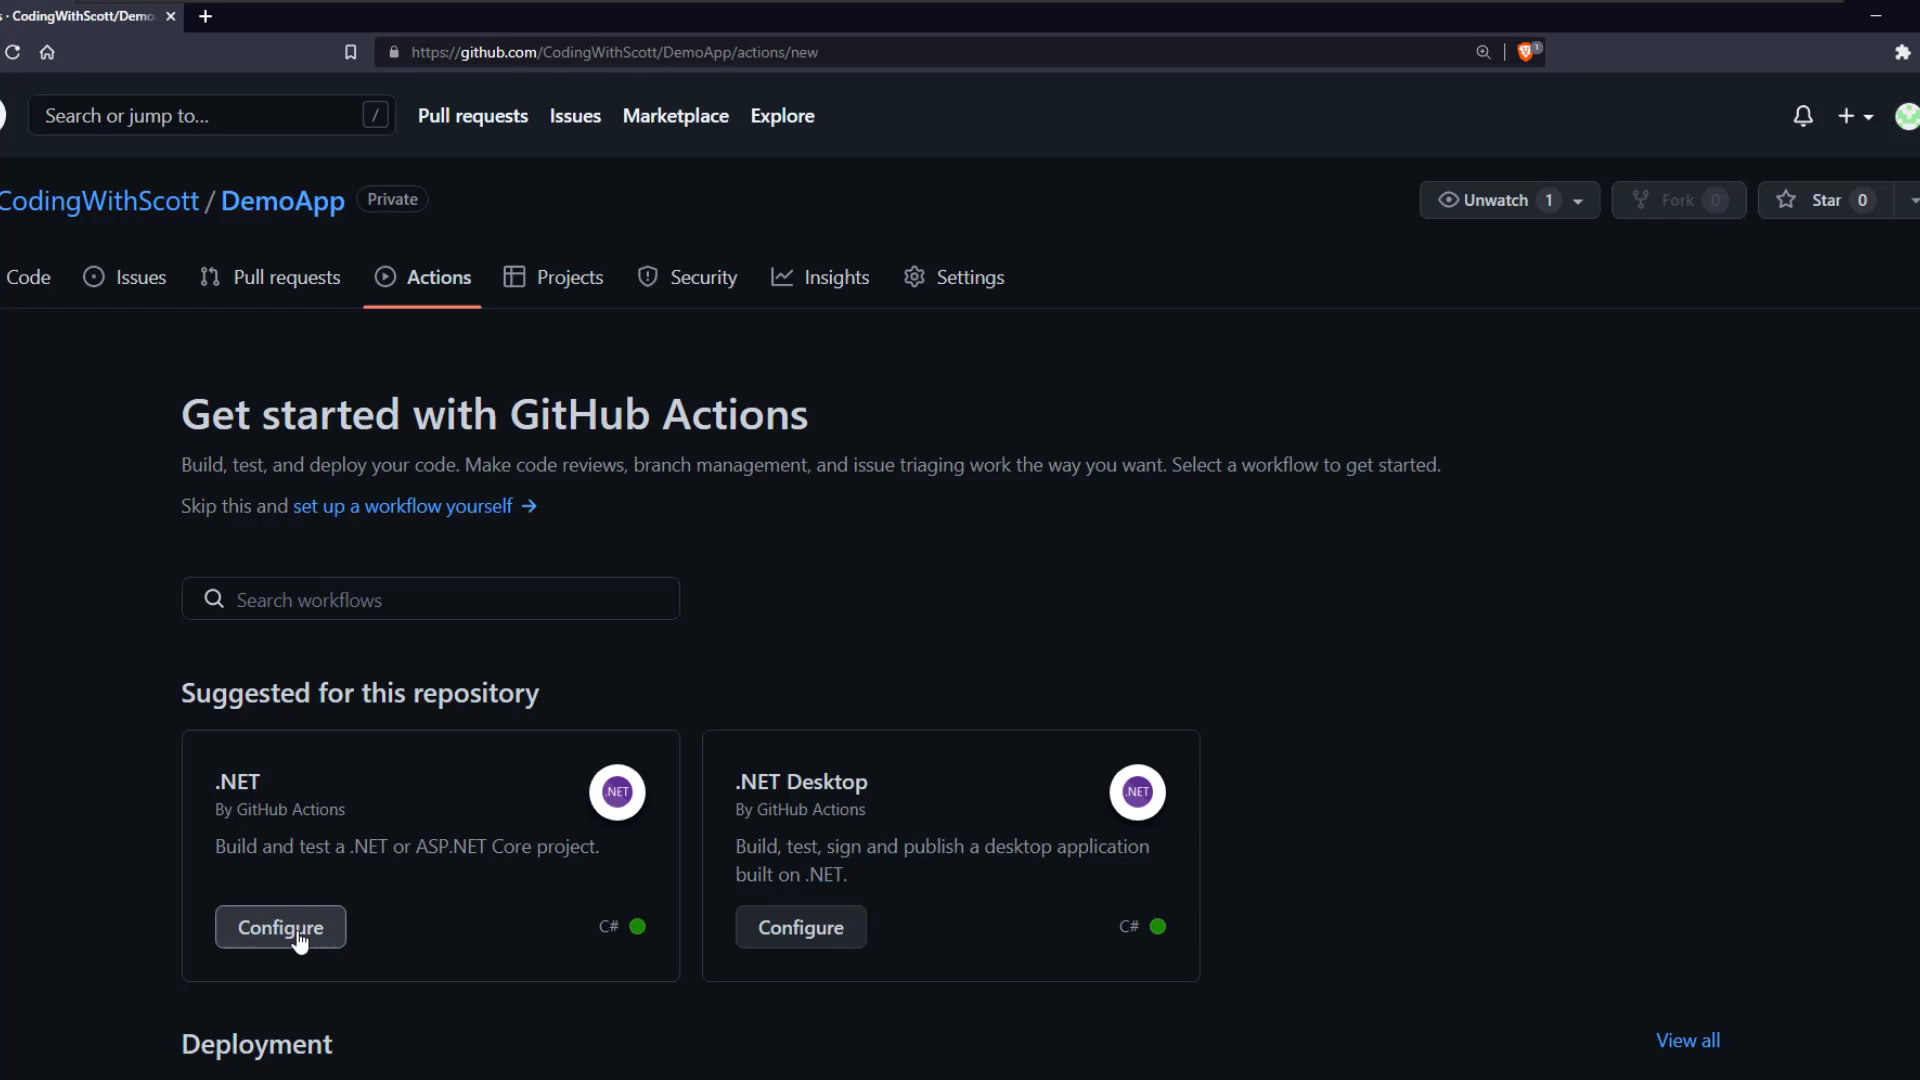 s · CodingWithScott/Demo
https://github.com/CodingWithScott/DemoApp/actions/new
1
Search or jump to...
/
Pull requests
Issues
Marketplace
Explore
CodingWithScott / DemoApp
Private
Unwatch 1
Fork 0
Star 0
Code
Issues
Pull requests
Actions
Projects
Security
Insights
Settings
Get started with GitHub Actions
Build, test, and deploy your code. Make code reviews, branch management, and issue triaging work the way you want. Select a workflow to get started.
Skip this and set up a workflow yourself →
Search workflows
Suggested for this repository
.NET
By GitHub Actions
.NET
Build and test a .NET or ASP.NET Core project.
Configure
C#
.NET Desktop
By GitHub Actions
.NET
Build, test, sign and publish a desktop application
built on .NET.
Configure
C#
Deployment
View all